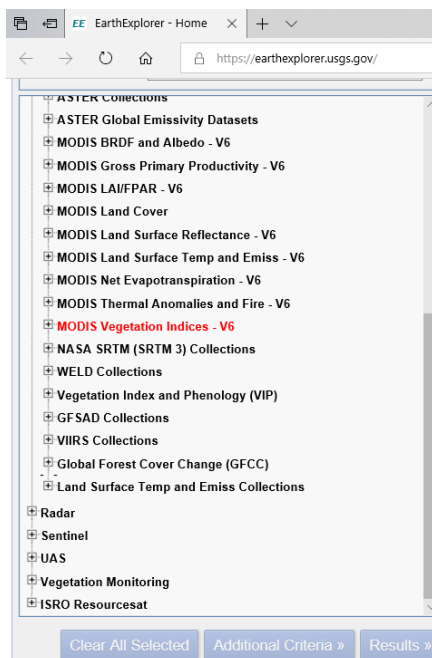 EE EarthExplorer - Home
https://earthexplorer.usgs.gov/
ASTER Collections
ASTER Global Emissivity Datasets
MODIS BRDF and Albedo - V6
MODIS Gross Primary Productivity - V6
MODIS LAI/FPAR - V6
MODIS Land Cover
MODIS Land Surface Reflectance - V6
MODIS Land Surface Temp and Emiss - V6
MODIS Net Evapotranspiration - V6
MODIS Thermal Anomalies and Fire - V6
MODIS Vegetation Indices - V6
NASA SRTM (SRTM 3) Collections
WELD Collections
Vegetation Index and Phenology (VIP)
GFSAD Collections
VIIRS Collections
Global Forest Cover Change (GFCC)
Land Surface Temp and Emiss Collections
Radar
Sentinel
UAS
Vegetation Monitoring
ISRO Resourcesat
Clear All Selected Additional Criteria » Results »